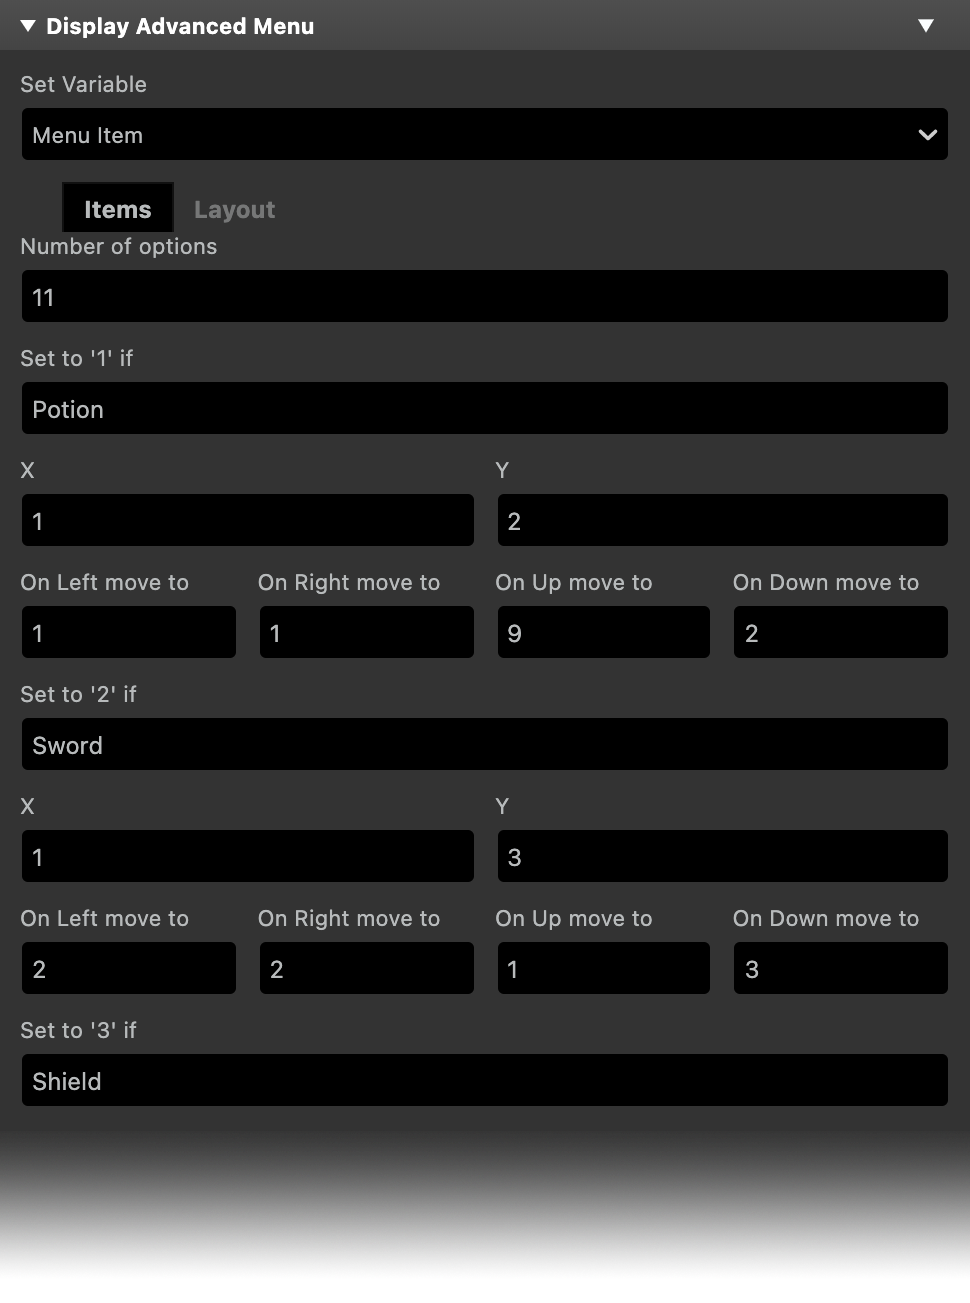 Display Advanced Menu
Set Variable
Menu Item
Items Layout
Number of options
11
Set to '1' if
Potion
X Y
1 2
On Left move to On Right move to On Up move to On Down move to
1 1 9 2
Set to '2' if
Sword
X Y
1 3
On Left move to On Right move to On Up move to On Down move to
2 2 1 3
Set to '3' if
Shield